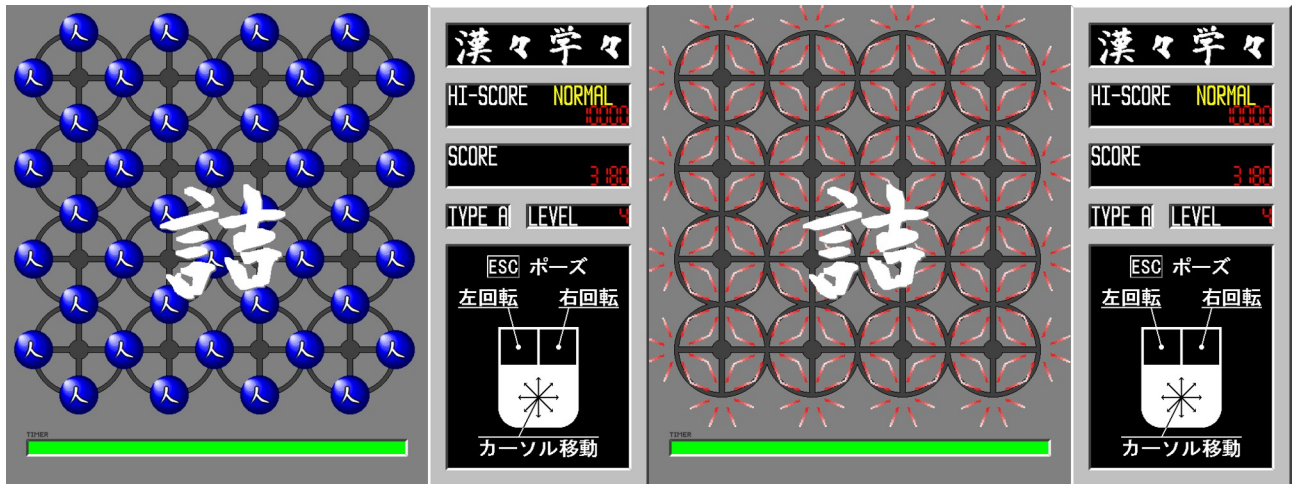 人 人 人 人
人 人 人 人 人
人 人 人 人
人 人 人 人 人
人 人 人 人
人 人 人 人 人
人 人 人 人
人 人 人 人 人
人 人 人 人
詰
TIMER
漢々学々
HI-SCORE NORMAL
10000
SCORE
3180
TYPE A LEVEL 4
ESC ポーズ
左回転 右回転
カーソル移動
詰
TIMER
漢々学々
HI-SCORE NORMAL
10000
SCORE
3180
TYPE A LEVEL 4
ESC ポーズ
左回転 右回転
カーソル移動